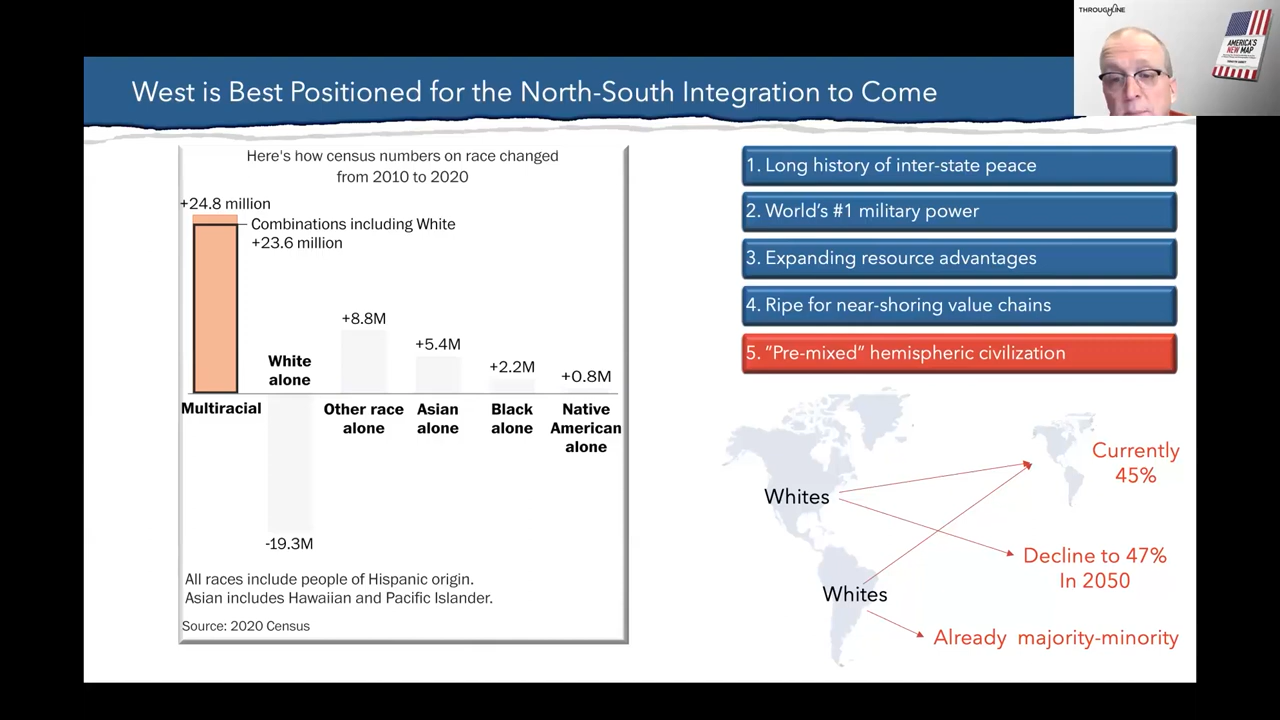 THROUGHLINE
AMERICA'S
NEW MAP
West is Best Positioned for the North-South Integration to Come
Here's how census numbers on race changed
from 2010 to 2020
+24.8 million
Combinations including White
+23.6 million
+8.8M
+5.4M
+2.2M
+0.8M
White
alone
Multiracial
Other race
alone
Asian
alone
Black
alone
Native
American
alone
-19.3M
All races include people of Hispanic origin.
Asian includes Hawaiian and Pacific Islander.
Source: 2020 Census
1. Long history of inter-state peace
2. World's #1 military power
3. Expanding resource advantages
4. Ripe for near-shoring value chains
5. "Pre-mixed" hemispheric civilization
Currently
45%
Whites
Decline to 47%
In 2050
Whites
Already majority-minority